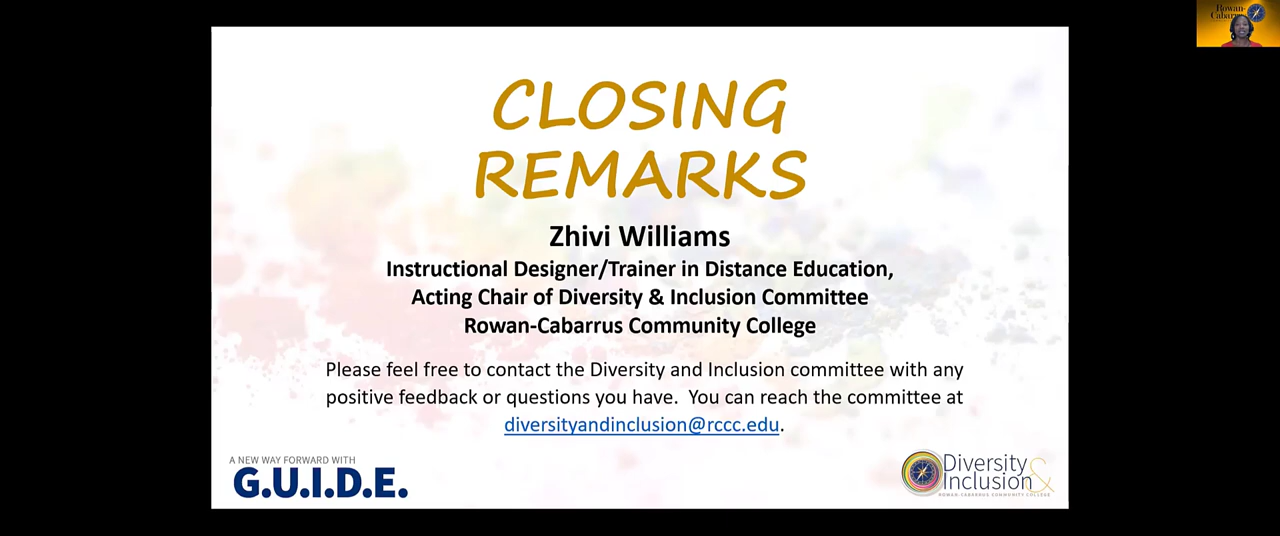 Rowan-
Cabarrus
CLOSING
REMARKS
Zhivi Williams
Instructional Designer/Trainer in Distance Education,
Acting Chair of Diversity & Inclusion Committee
Rowan-Cabarrus Community College
Please feel free to contact the Diversity and Inclusion committee with any
positive feedback or questions you have.  You can reach the committee at
diversityandinclusion@rccc.edu.
A NEW WAY FORWARD WITH
G.U.I.D.E.
Diversity
Inclusion &
ROWAN-CABARRUS COMMUNITY COLLEGE